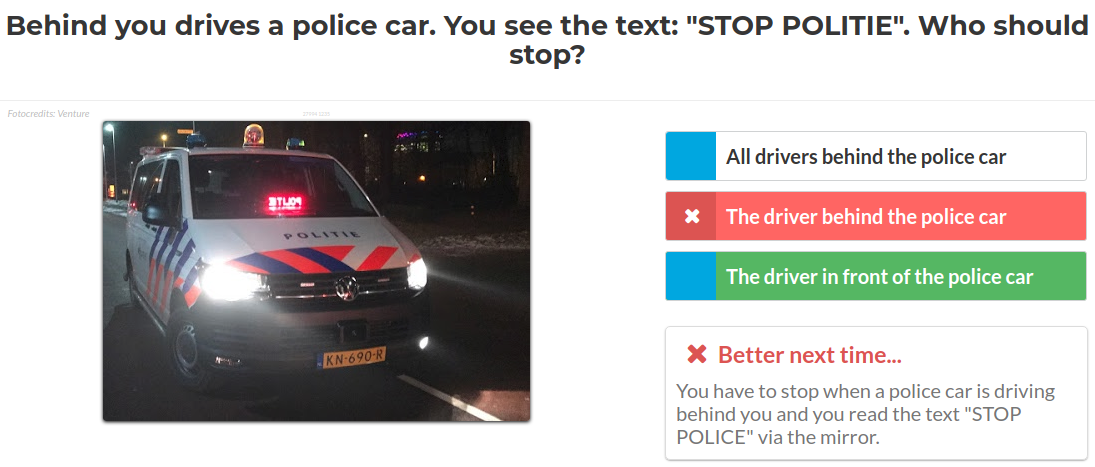 Behind you drives a police car. You see the text: "STOP POLITIE". Who should
stop?
Fotocredits: Venture
POLITIE
KN-690-R
All drivers behind the police car
The driver behind the police car
The driver in front of the police car
Better next time...
You have to stop when a police car is driving
behind you and you read the text "STOP
POLICE" via the mirror.